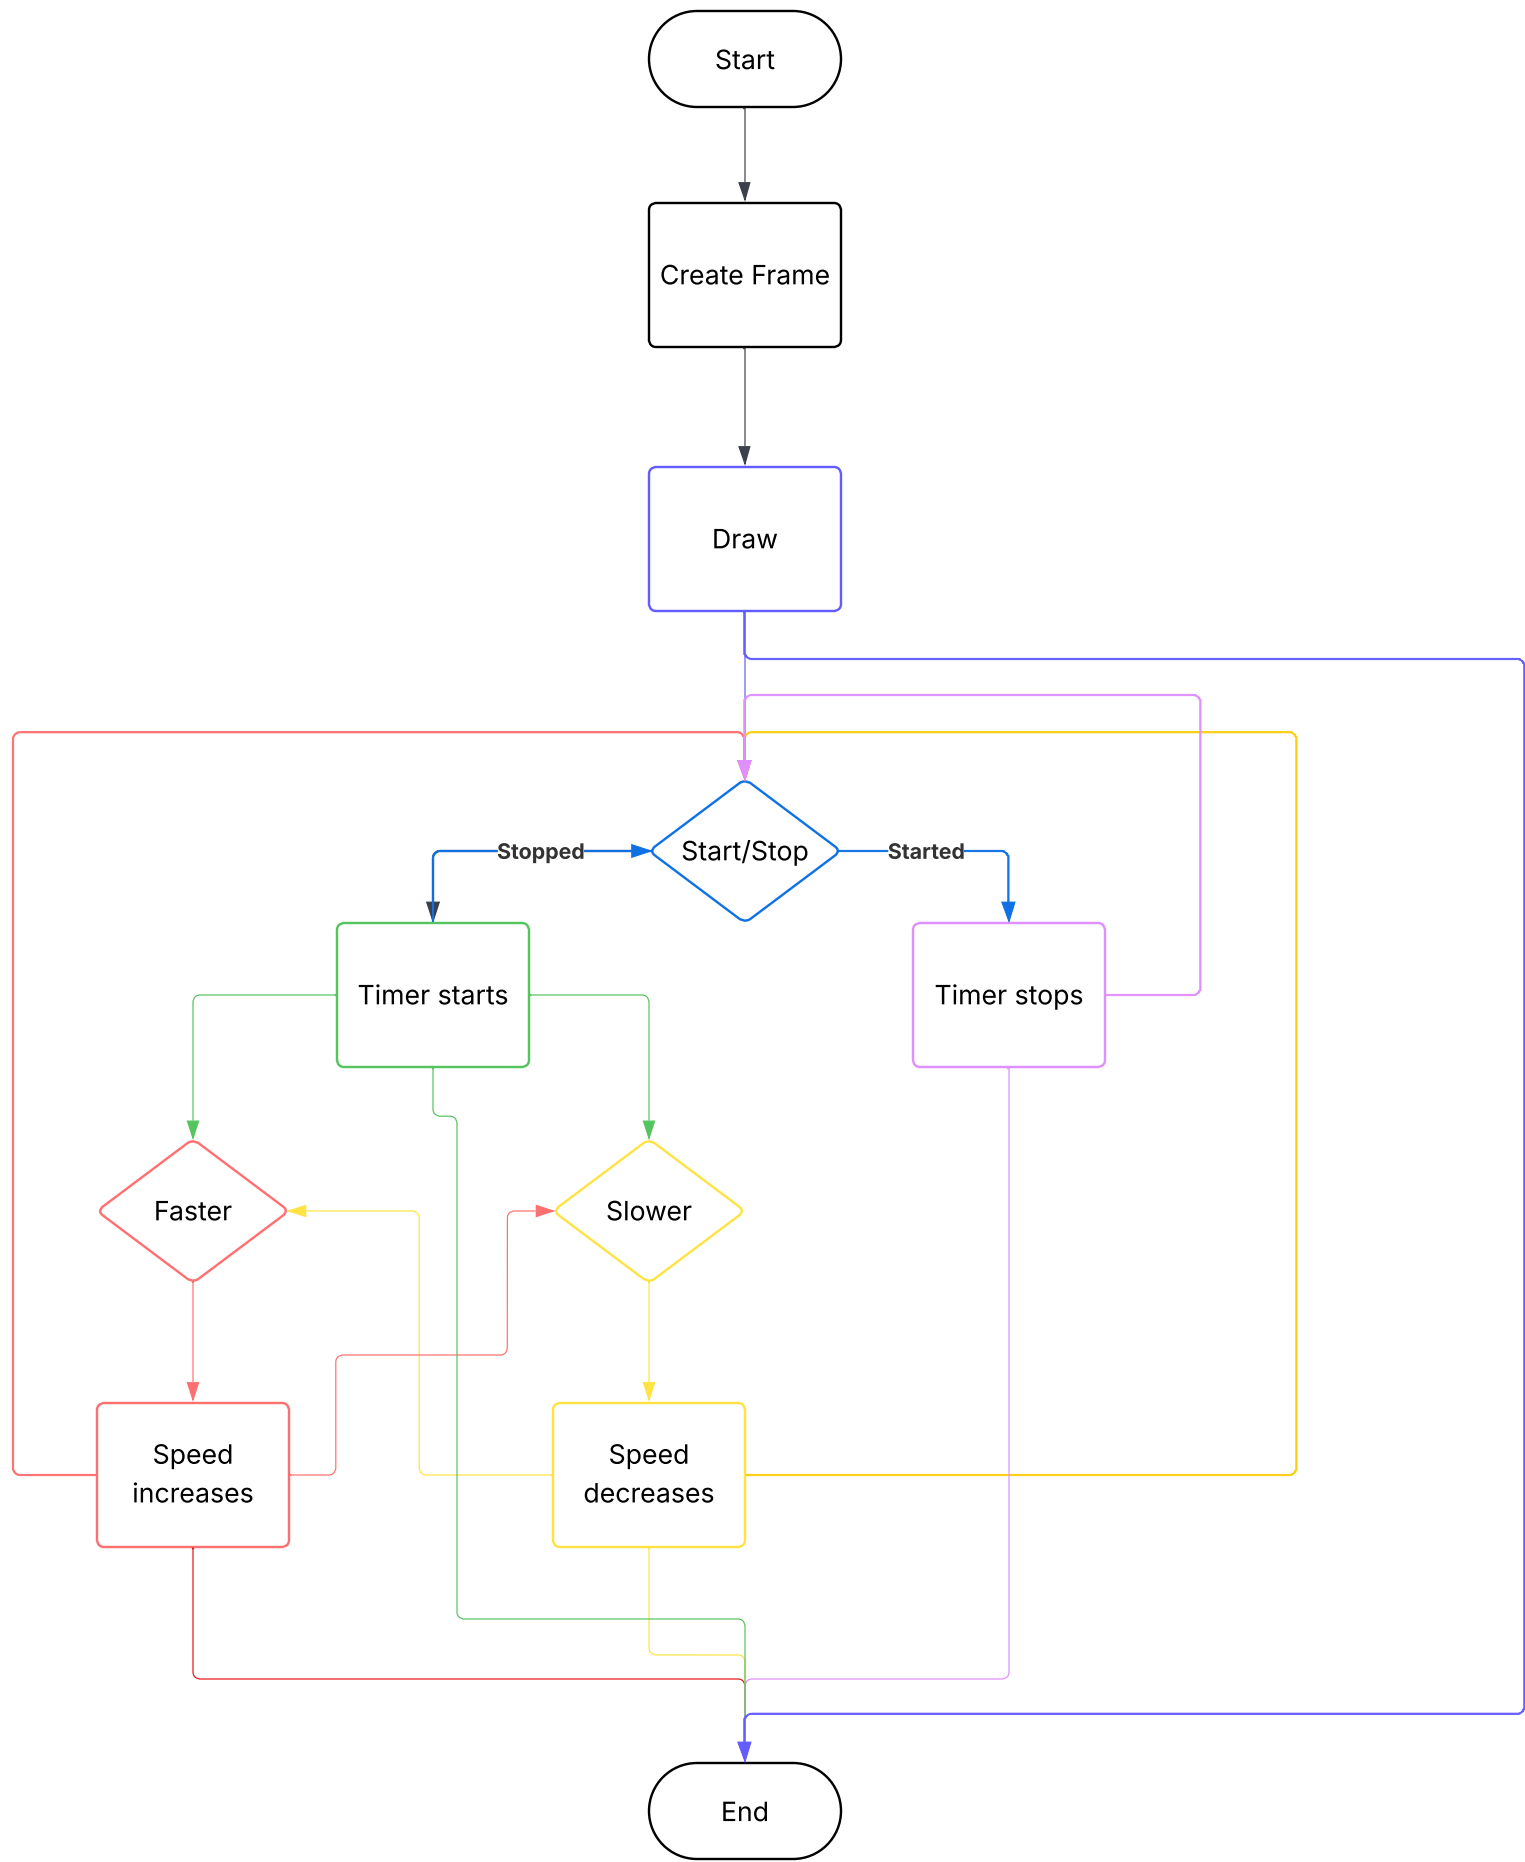 Start
Create Frame
Draw
Stopped
Start/Stop
Started
Timer starts
Timer stops
Faster
Slower
Speed
increases
Speed
decreases
End